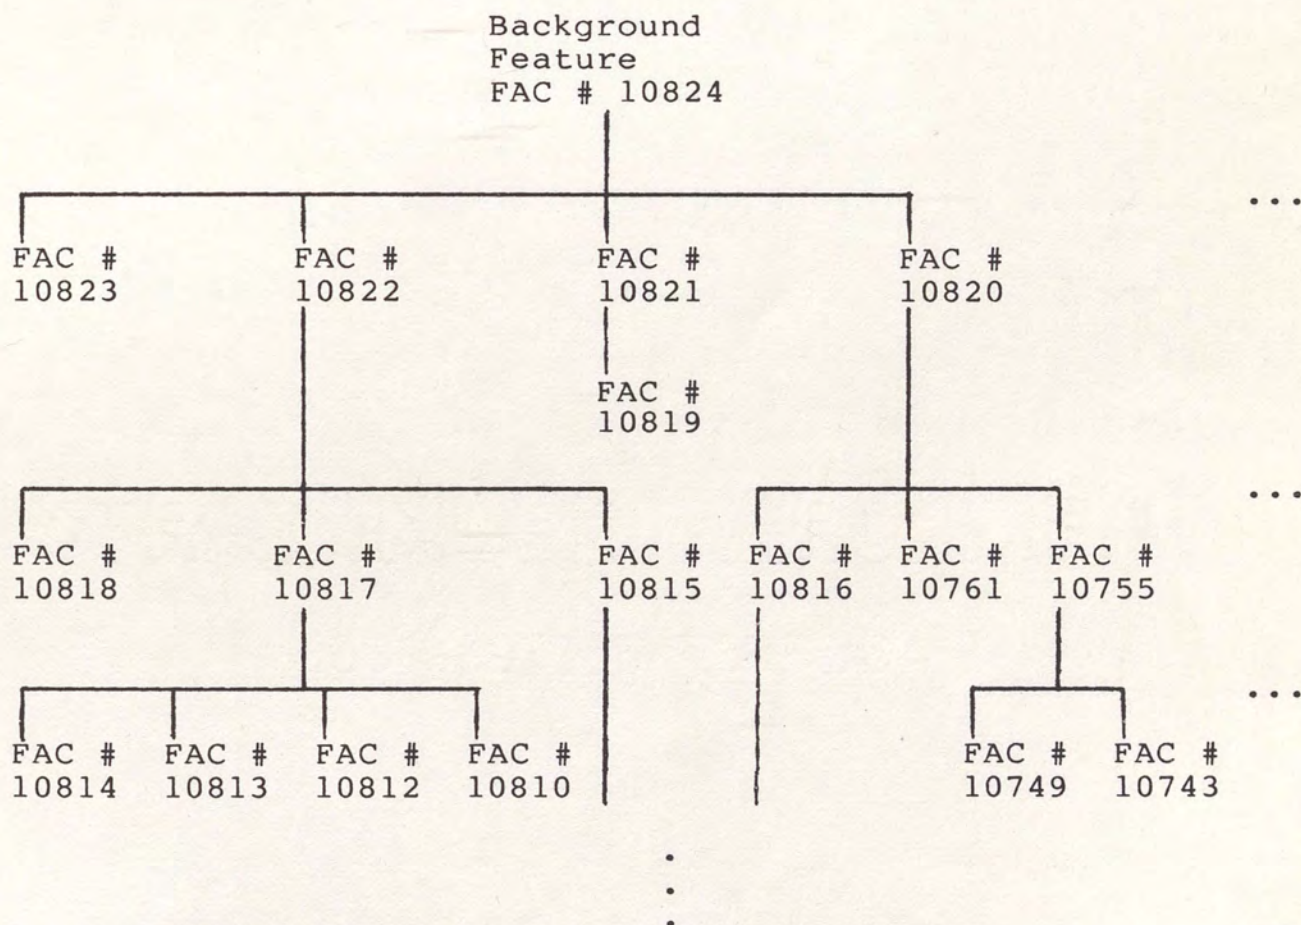 Background
Feature
FAC # 10824
...
FAC # FAC # FAC # FAC #
10823 10822 10821 10820
FAC #
10819
...
FAC # FAC # FAC # FAC # FAC # FAC #
10818 10817 10815 10816 10761 10755
...
FAC # FAC # FAC # FAC # FAC # FAC #
10814 10813 10812 10810 10749 10743